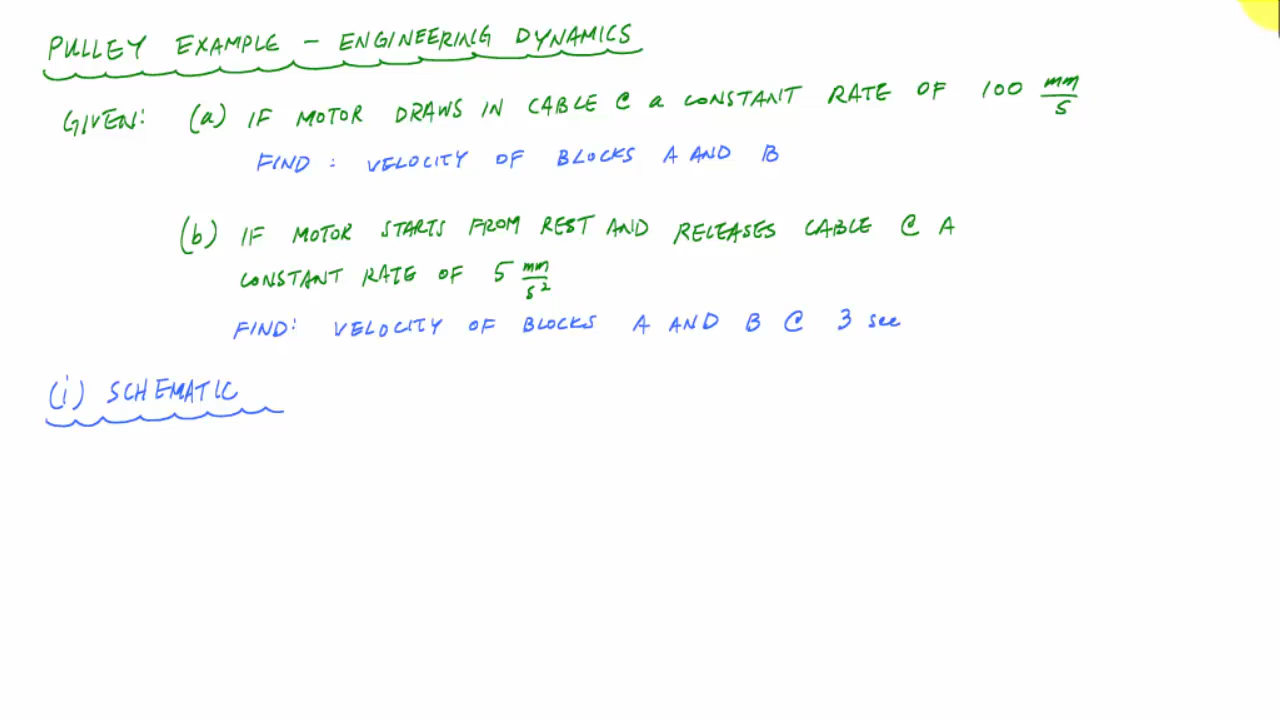 PULLEY EXAMPLE - ENGINEERING DYNAMICS
GIVEN: (a) IF MOTOR DRAWS IN CABLE @ a CONSTANT RATE OF 100 mm/s
FIND: VELOCITY OF BLOCKS A AND B
(b) IF MOTOR STARTS FROM REST AND RELEASES CABLE @ A
CONSTANT RATE OF 5 mm/s²
FIND: VELOCITY OF BLOCKS A AND B @ 3 sec
(i) SCHEMATIC